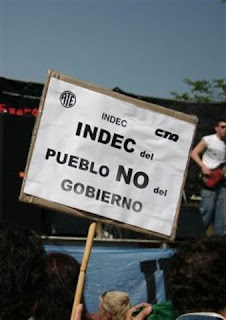 ATE
INDEC
CTA
INDEC del
PUEBLO NO del
GOBIERNO